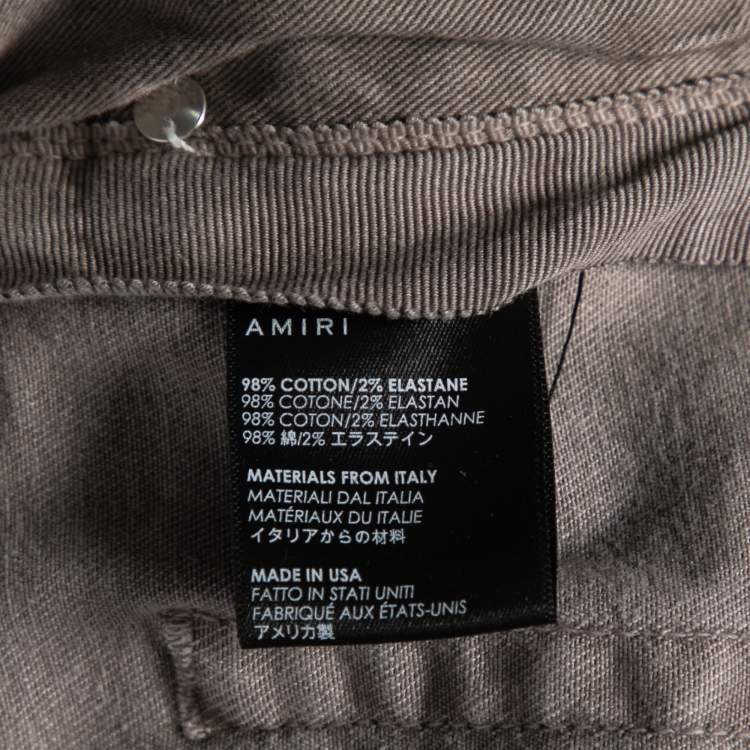 AMIRI
98% COTTON/2% ELASTANE
98% COTONE/2% ELASTAN
98% COTON/2% ELASTHANNE
98% 綿/2% エラステイン
MATERIALS FROM ITALY
MATERIALI DAL ITALIA
MATÉRIAUX DU ITALIE
イタリアからの材料
MADE IN USA
FATTO IN STATI UNITI
FABRIQUÉ AUX ÉTATS-UNIS
アメリカ製